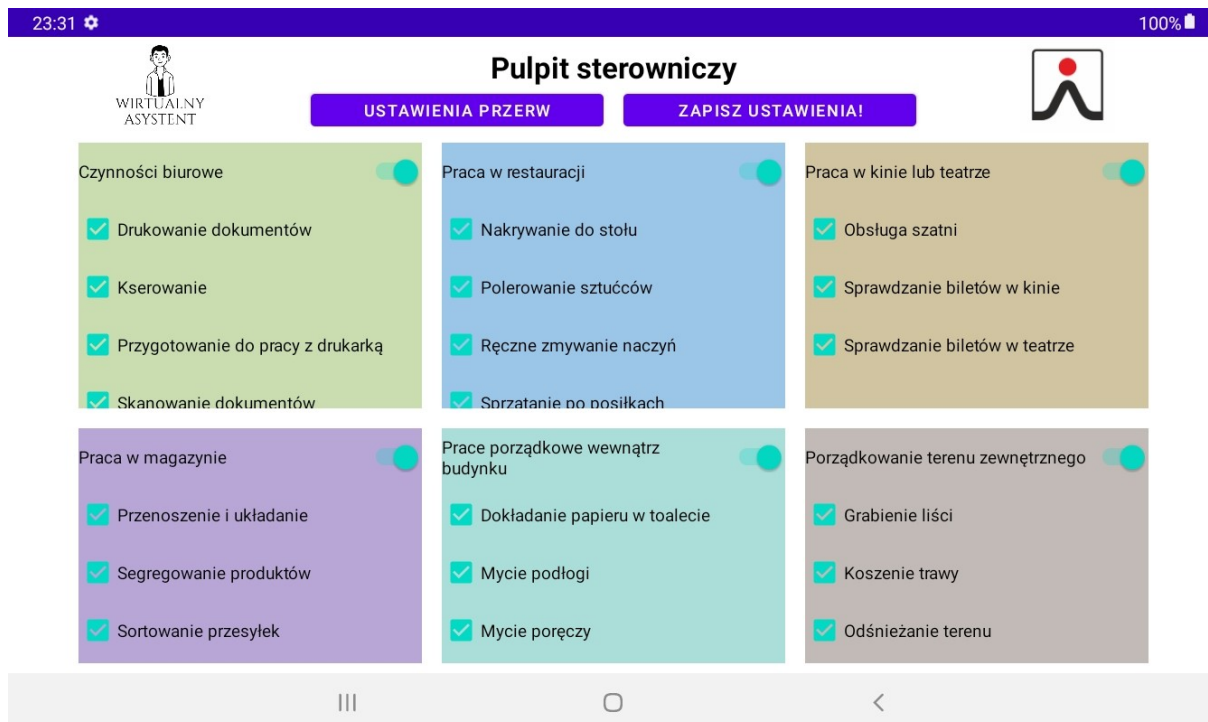 23:31
100%
WIRTUALNY
ASYSTENT
Pulpit sterowniczy
USTAWIENIA PRZERW
ZAPISZ USTAWIENIA!
Czynności biurowe
Drukowanie dokumentów
Kserowanie
Przygotowanie do pracy z drukarką
Skanowanie dokumentów
Praca w restauracji
Nakrywanie do stołu
Polerowanie sztućców
Ręczne zmywanie naczyń
Sprzątanie po posiłkach
Praca w kinie lub teatrze
Obsługa szatni
Sprawdzanie biletów w kinie
Sprawdzanie biletów w teatrze
Praca w magazynie
Przenoszenie i układanie
Segregowanie produktów
Sortowanie przesyłek
Prace porządkowe wewnątrz
budynku
Dokładanie papieru w toalecie
Mycie podłogi
Mycie poręczy
Porządkowanie terenu zewnętrznego
Grabienie liści
Koszenie trawy
Odśnieżanie terenu